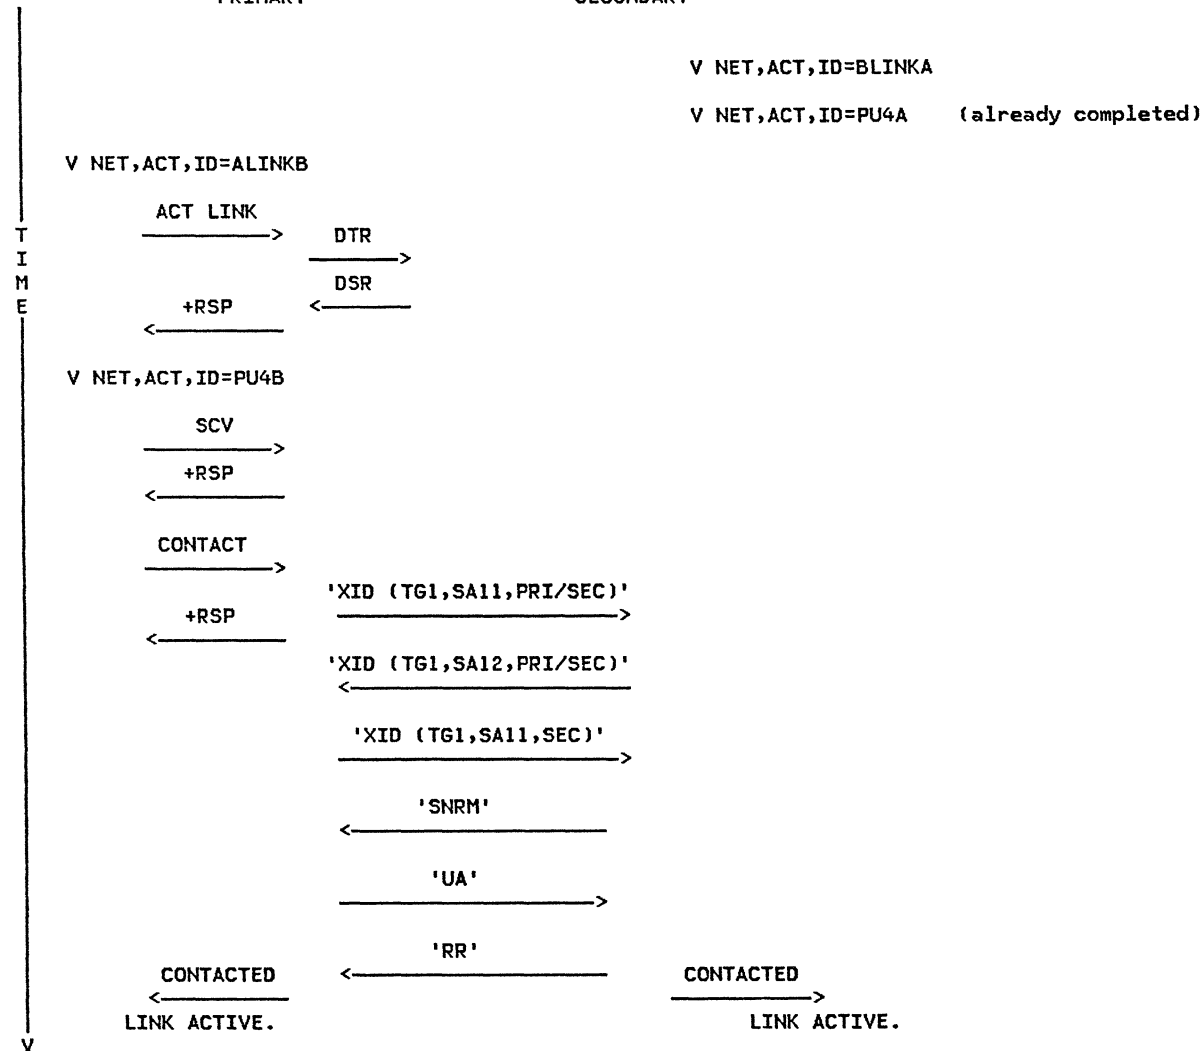 V NET,ACT,ID=BLINKA
V NET,ACT,ID=PU4A (already completed)
V NET,ACT,ID=ALINKB
ACT LINK
DTR
TIME
DSR
+RSP
V NET,ACT,ID=PU4B
SCV
+RSP
CONTACT
'XID (TG1,SA11,PRI/SEC)'
+RSP
'XID (TG1,SA12,PRI/SEC)'
'XID (TG1,SA11,SEC)'
'SNRM'
'UA'
'RR'
CONTACTED CONTACTED
LINK ACTIVE. LINK ACTIVE.